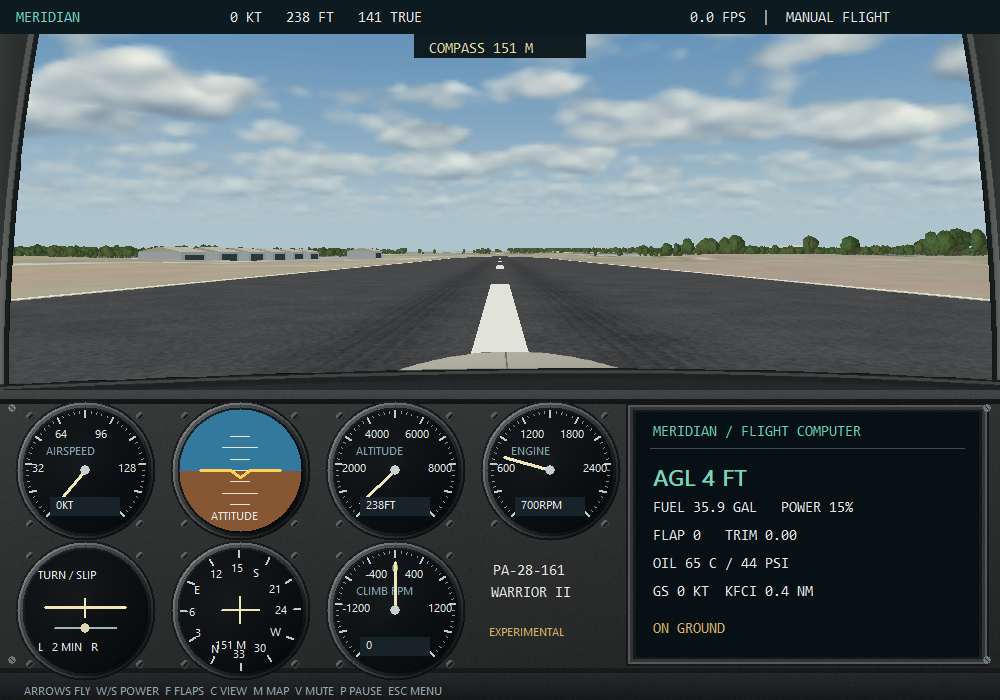 MERIDIAN 0 KT 238 FT 141 TRUE 0.0 FPS | MANUAL FLIGHT
COMPASS 151 M
64 96
AIRSPEED
32 128
0KT
ATTITUDE
4000 6000
ALTITUDE
2000 8000
238FT
1200 1800
ENGINE
600 2400
700RPM
MERIDIAN / FLIGHT COMPUTER
AGL 4 FT
FUEL 35.9 GAL POWER 15%
FLAP 0 TRIM 0.00
OIL 65 C / 44 PSI
GS 0 KT KFCI 0.4 NM
ON GROUND
TURN / SLIP
L 2 MIN R
12 15 S
E 21
6 24
3 W
N 33 30
151 M
-400 0 400
CLIMB FPM
-1200 1200
0
PA-28-161
WARRIOR II
EXPERIMENTAL
ARROWS FLY W/S POWER F FLAPS C VIEW M MAP V MUTE P PAUSE ESC MENU